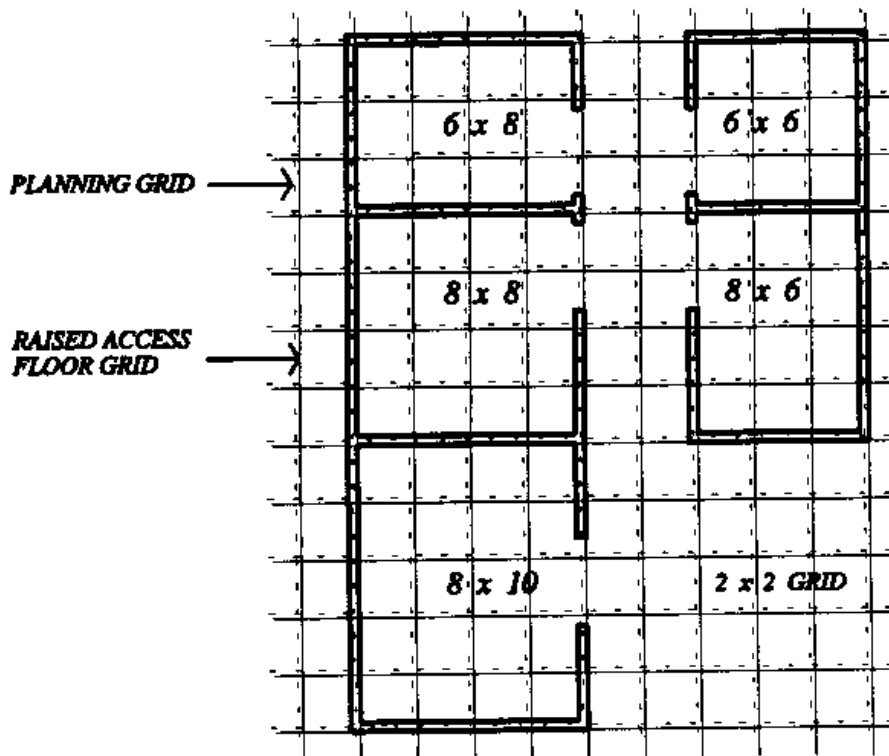 6 x 8
6 x 6
PLANNING GRID
8 x 8
8 x 6
RAISED ACCESS
FLOOR GRID
8 x 10
2 x 2 GRID